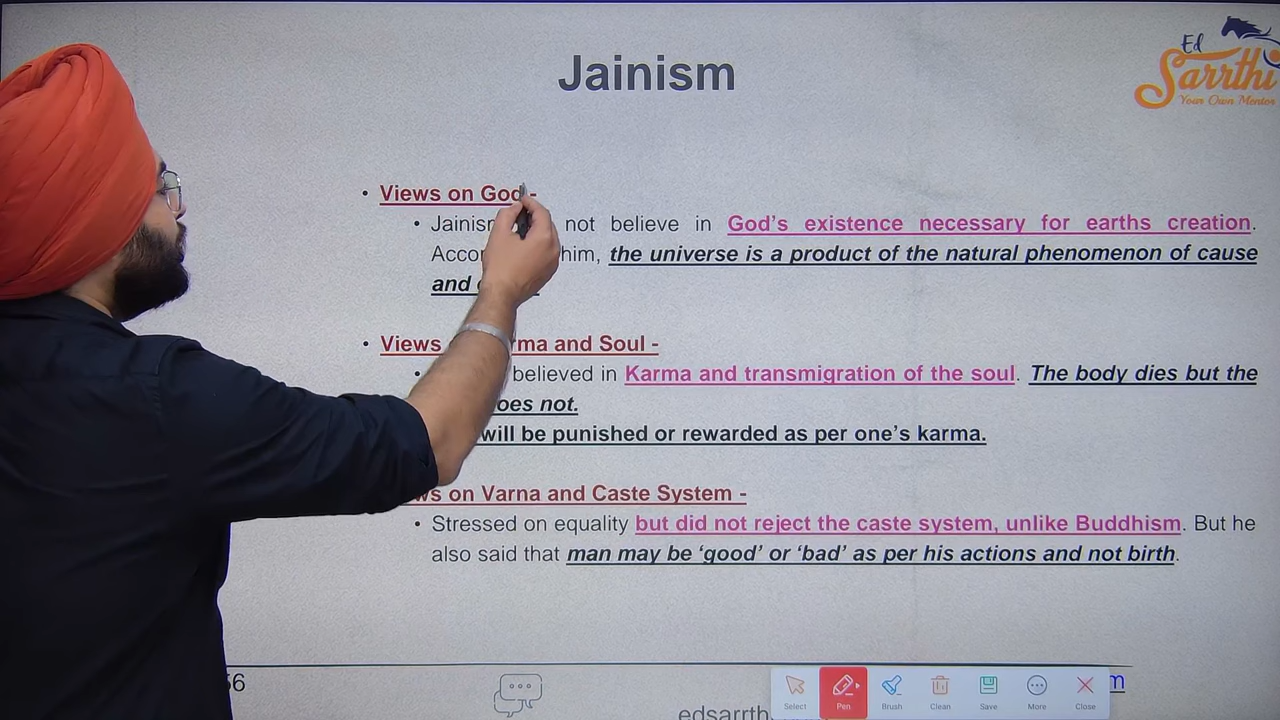 Jainism
Ed
Sarrthi
Your Own Mentor
• Views on God -
• Jainism not believe in God's existence necessary for earths creation.
him, the universe is a product of the natural phenomenon of cause
and
• Views and Soul -
believed in Karma and transmigration of the soul. The body dies but the
not.
will be punished or rewarded as per one's karma.
on Varna and Caste System -
• Stressed on equality but did not reject the caste system, unlike Buddhism. But he
also said that man may be 'good' or 'bad' as per his actions and not birth.
Select
Pen
Brush
Clean
Save
More
Close